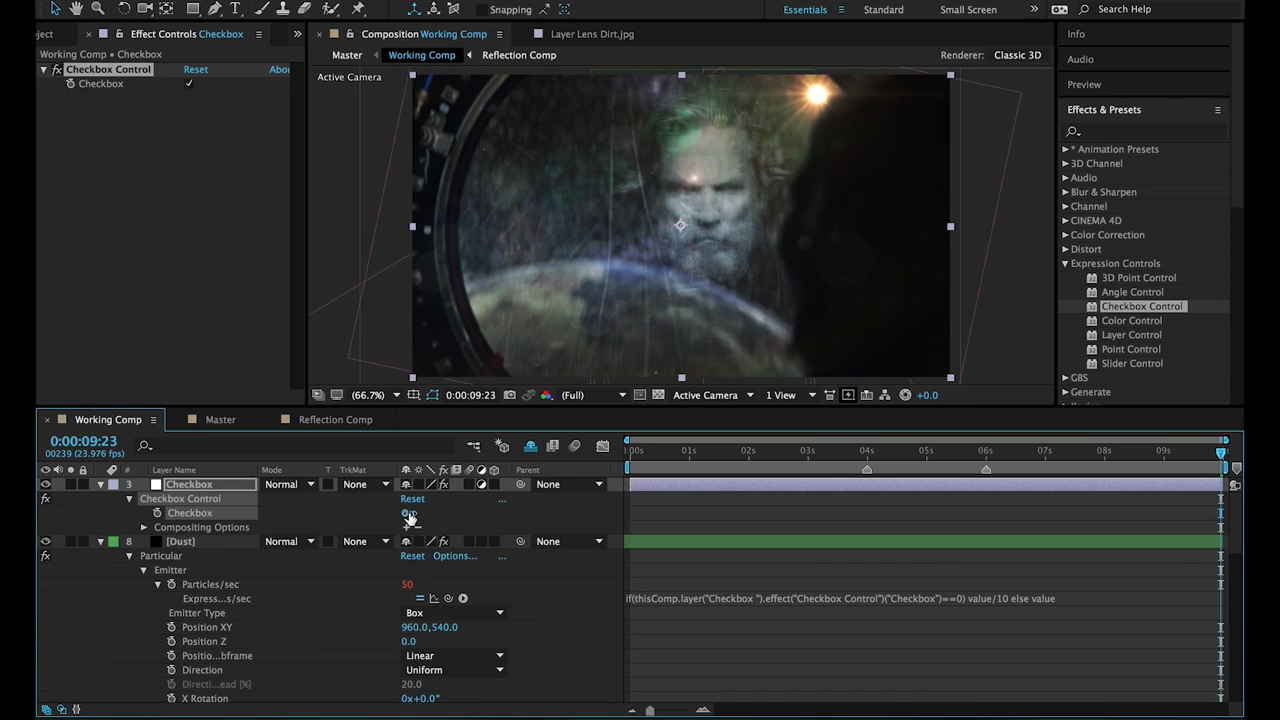 Snapping
Essentials
Standard
Small Screen
Search Help
ject
Effect Controls Checkbox
Composition Working Comp
Layer Lens Dirt.jpg
Info
Working Comp • Checkbox
Master
Working Comp
Reflection Comp
Renderer:
Classic 3D
Audio
fx Checkbox Control
Reset
Abou
Active Camera
Checkbox
Preview
Effects & Presets
* Animation Presets
3D Channel
Audio
Blur & Sharpen
Channel
CINEMA 4D
Color Correction
Distort
Expression Controls
3D Point Control
Angle Control
Checkbox Control
Color Control
Layer Control
Point Control
Slider Control
GBS
Generate
(66.7%)
0:00:09:23
(Full)
Active Camera
1 View
+0.0
Working Comp
Master
Reflection Comp
0:00:09:23
00239 (23.976 fps)
:00s
01s
02s
03s
04s
05s
06s
07s
08s
09s
#
Layer Name
Mode
T
TrkMat
Parent
3
Checkbox
Normal
None
fx
None
fx
Checkbox Control
Reset
...
Checkbox
Compositing Options
+ –
8
[Dust]
Normal
None
fx
None
fx
Particular
Reset
Options...
...
Emitter
Particles/sec
50
Express...s/sec
if(thisComp.layer("Checkbox ").effect("Checkbox Control")("Checkbox")==0) value/10 else value
Emitter Type
Box
Position XY
960.0,540.0
Position Z
0.0
Positio...bframe
Linear
Direction
Uniform
Directi...ead [%]
20.0
X Rotation
0x+0.0°